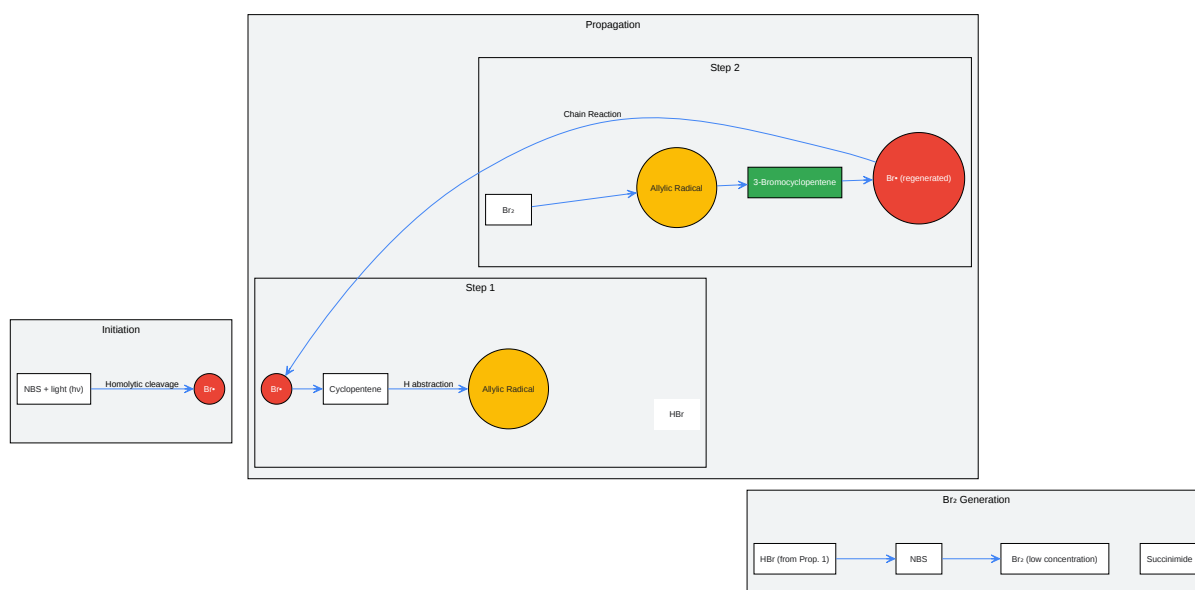 Propagation
Step 2
Chain Reaction
Br₂
Allylic Radical
3-Bromocyclopentene
Br• (regenerated)
Step 1
Br•
Cyclopentene
H abstraction
Allylic Radical
HBr
Initiation
NBS + light (hν)
Homolytic cleavage
Br•
Br₂ Generation
HBr (from Prop. 1)
NBS
Br₂ (low concentration)
Succinimide